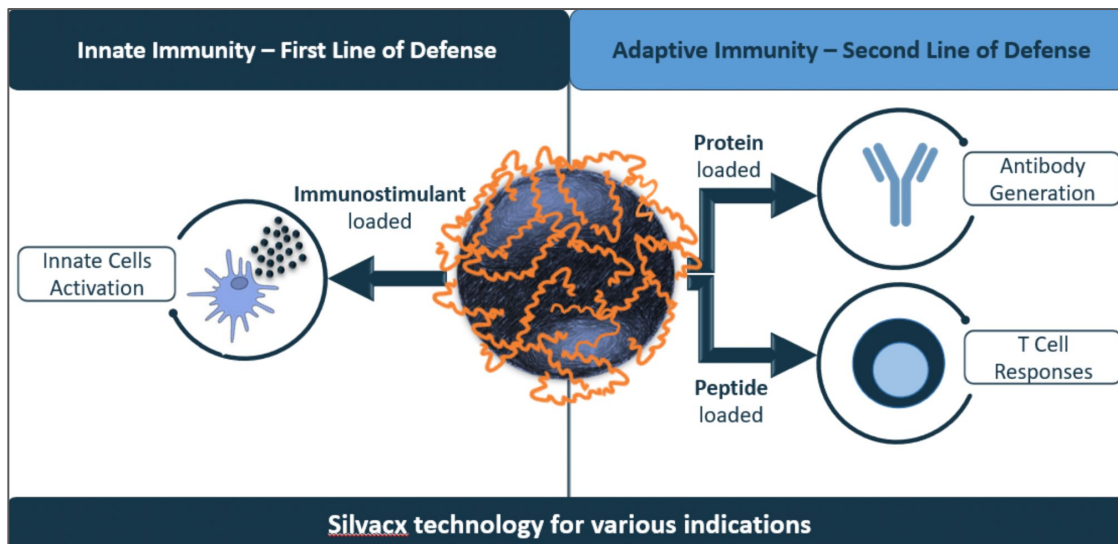 Innate Immunity – First Line of Defense
Adaptive Immunity – Second Line of Defense
Immunostimulant
loaded
Innate Cells
Activation
Protein
loaded
Antibody
Generation
Peptide
loaded
T Cell
Responses
Silvacx technology for various indications